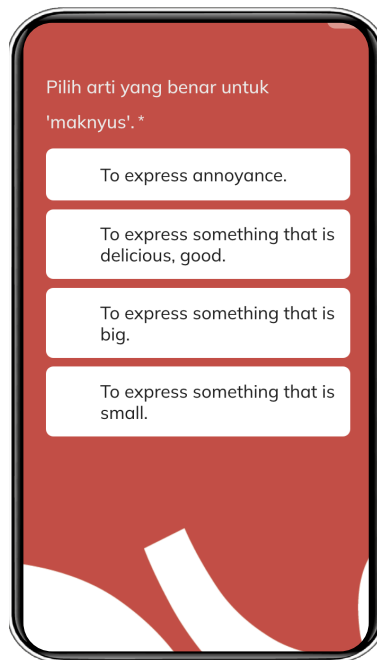 Pilih arti yang benar untuk
'maknyus'. *
To express annoyance.
To express something that is
delicious, good.
To express something that is
big.
To express something that is
small.